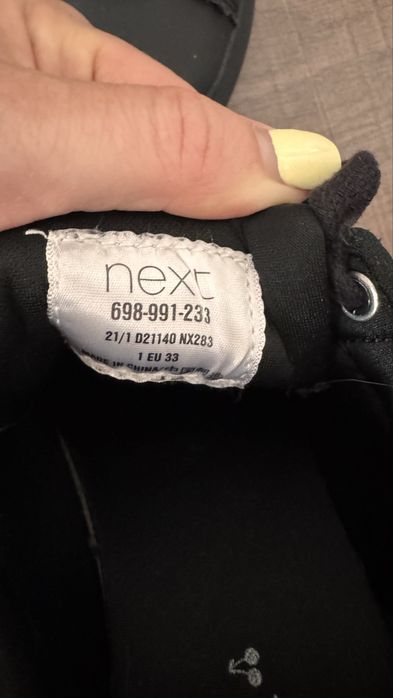 next
698-991-233
21/1 D21140 NX283
1 EU 33
MADE IN CHINA